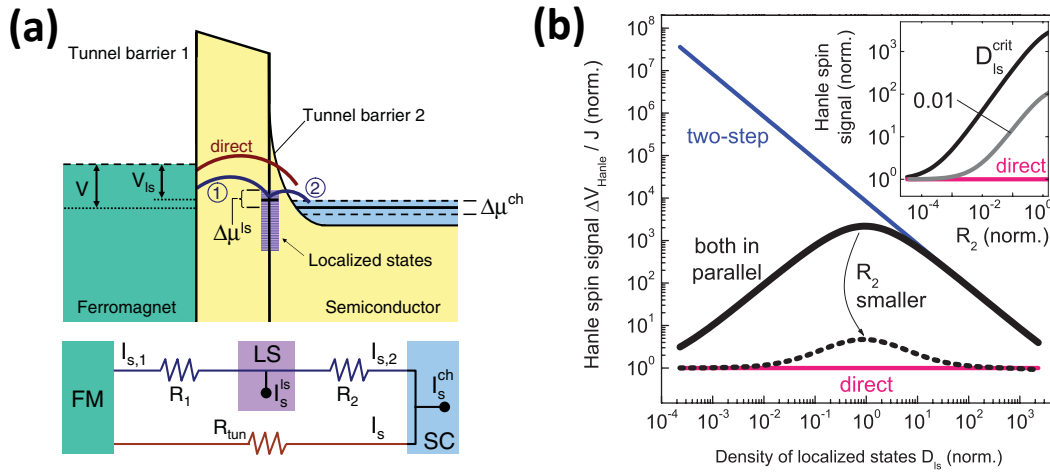 (a)
Tunnel barrier 1
Tunnel barrier 2
direct
V
V_ls
①
②
Δμ^ls
Δμ^ch
Localized states
Ferromagnet
Semiconductor
I_s,1
LS
I_s,2
FM
R_1
I_s^ls
R_2
I_s^ch
R_tun
I_s
SC
(b)
Hanle spin signal ΔV_Hanle / J (norm.)
10^8
10^7
10^6
10^5
10^4
10^3
10^2
10^1
10^0
10^-4
10^-3
10^-2
10^-1
10^0
10^1
10^2
10^3
Density of localized states D_ls (norm.)
two-step
both in
parallel
R_2
smaller
direct
Hanle spin
signal (norm.)
10^3
10^2
10^1
10^0
D_ls^crit
0.01
direct
10^-4
10^-2
10^0
R_2 (norm.)